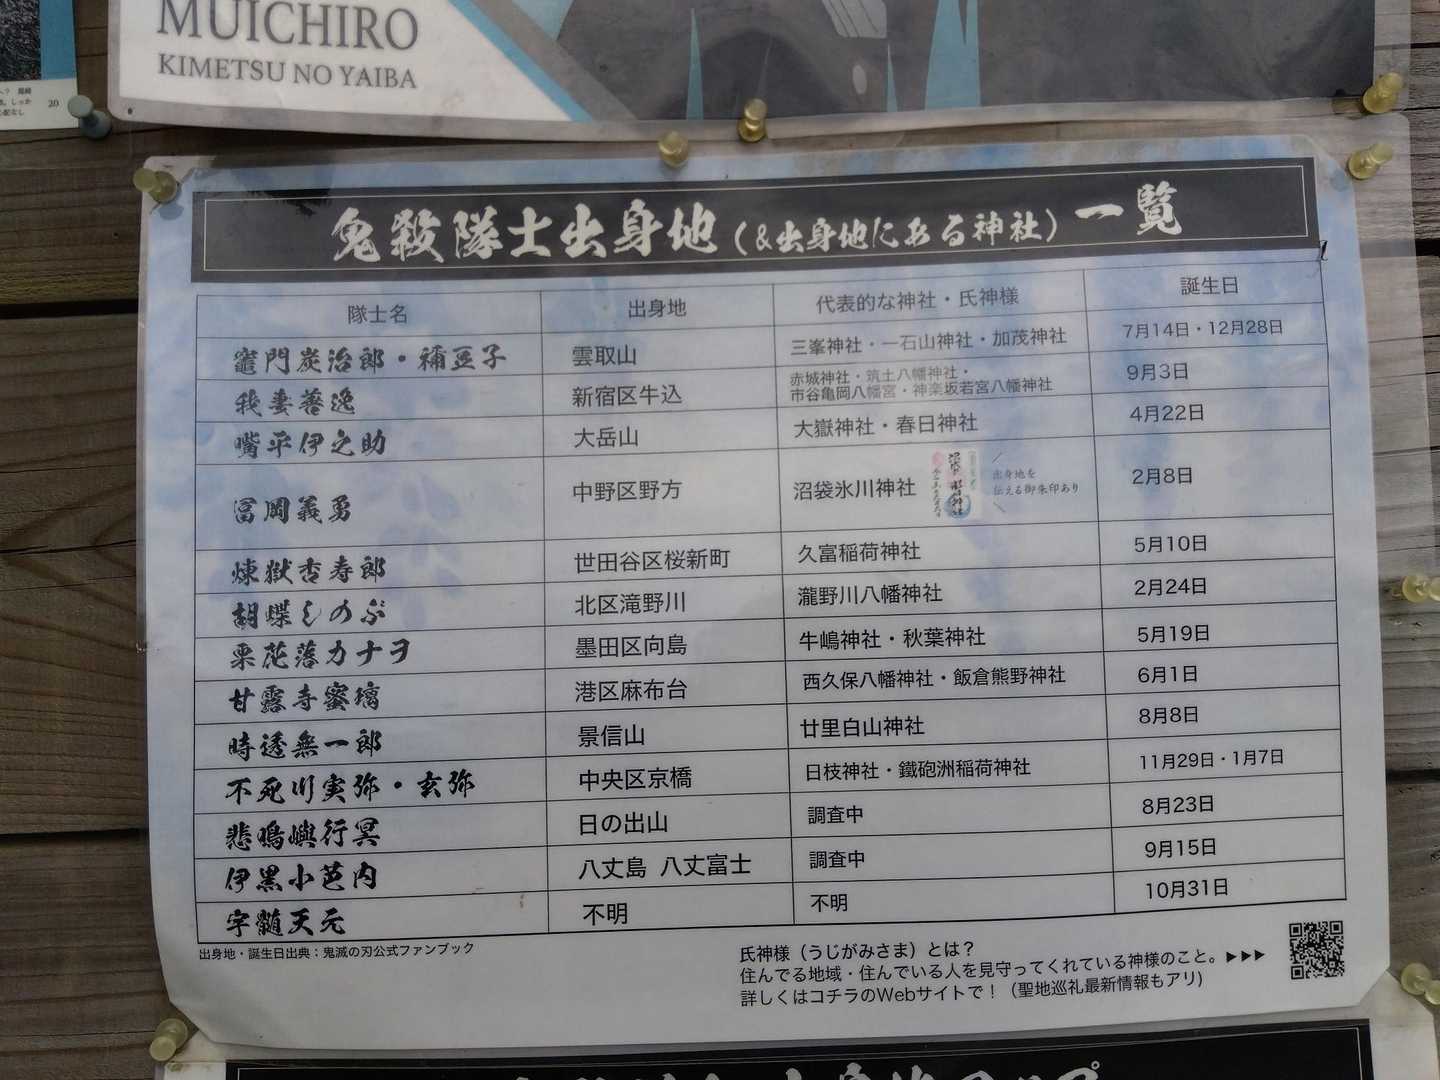 MUICHIRO
KIMETSU NO YAIBA
20
鬼殺隊士出身地（&出身地にある神社）一覧
隊士名 出身地 代表的な神社・氏神様 誕生日
竈門炭治郎・禰豆子 雲取山 三峯神社・一石山神社・加茂神社 7月14日・12月28日
我妻善逸 新宿区牛込 赤城神社・筑土八幡神社・ 9月3日
市谷亀岡八幡宮・神楽坂若宮八幡神社
嘴平伊之助 大岳山 大嶽神社・春日神社 4月22日
冨岡義勇 中野区野方 沼袋氷川神社 出身地を 2月8日
伝える御朱印あり
煉獄杏寿郎 世田谷区桜新町 久富稲荷神社 5月10日
胡蝶しのぶ 北区滝野川 瀧野川八幡神社 2月24日
栗花落カナヲ 墨田区向島 牛嶋神社・秋葉神社 5月19日
甘露寺蜜璃 港区麻布台 西久保八幡神社・飯倉熊野神社 6月1日
時透無一郎 景信山 廿里白山神社 8月8日
不死川実弥・玄弥 中央区京橋 日枝神社・鐵砲洲稲荷神社 11月29日・1月7日
悲鳴嶼行冥 日の出山 調査中 8月23日
伊黒小芭内 八丈島 八丈富士 調査中 9月15日
宇髄天元 不明 不明 10月31日
出身地・誕生日出典：鬼滅の刃公式ファンブック
氏神様（うじがみさま）とは？
住んでる地域・住んでいる人を見守ってくれている神様のこと。▶▶▶
詳しくはコチラのWebサイトで！（聖地巡礼最新情報もアリ）